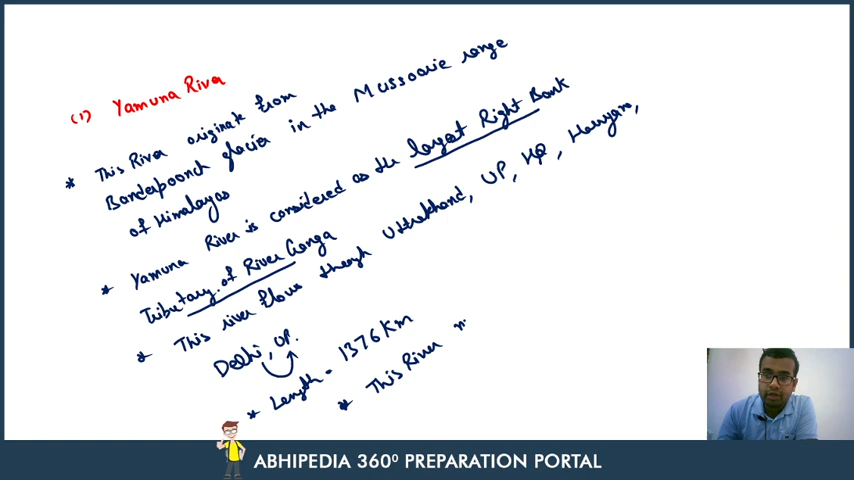 (1) Yamuna River
* This River originate from
Bandarpoonch glacier in the Mussoorie range
of Himalayas
* Yamuna River is considered as the largest Right Bank
Tributary of River Ganga
* This river flows through Uttrakhand, UP, HP, Haryana,
Delhi, UP.
* Length = 1376 Km
* This River
ABHIPEDIA 360⁰ PREPARATION PORTAL